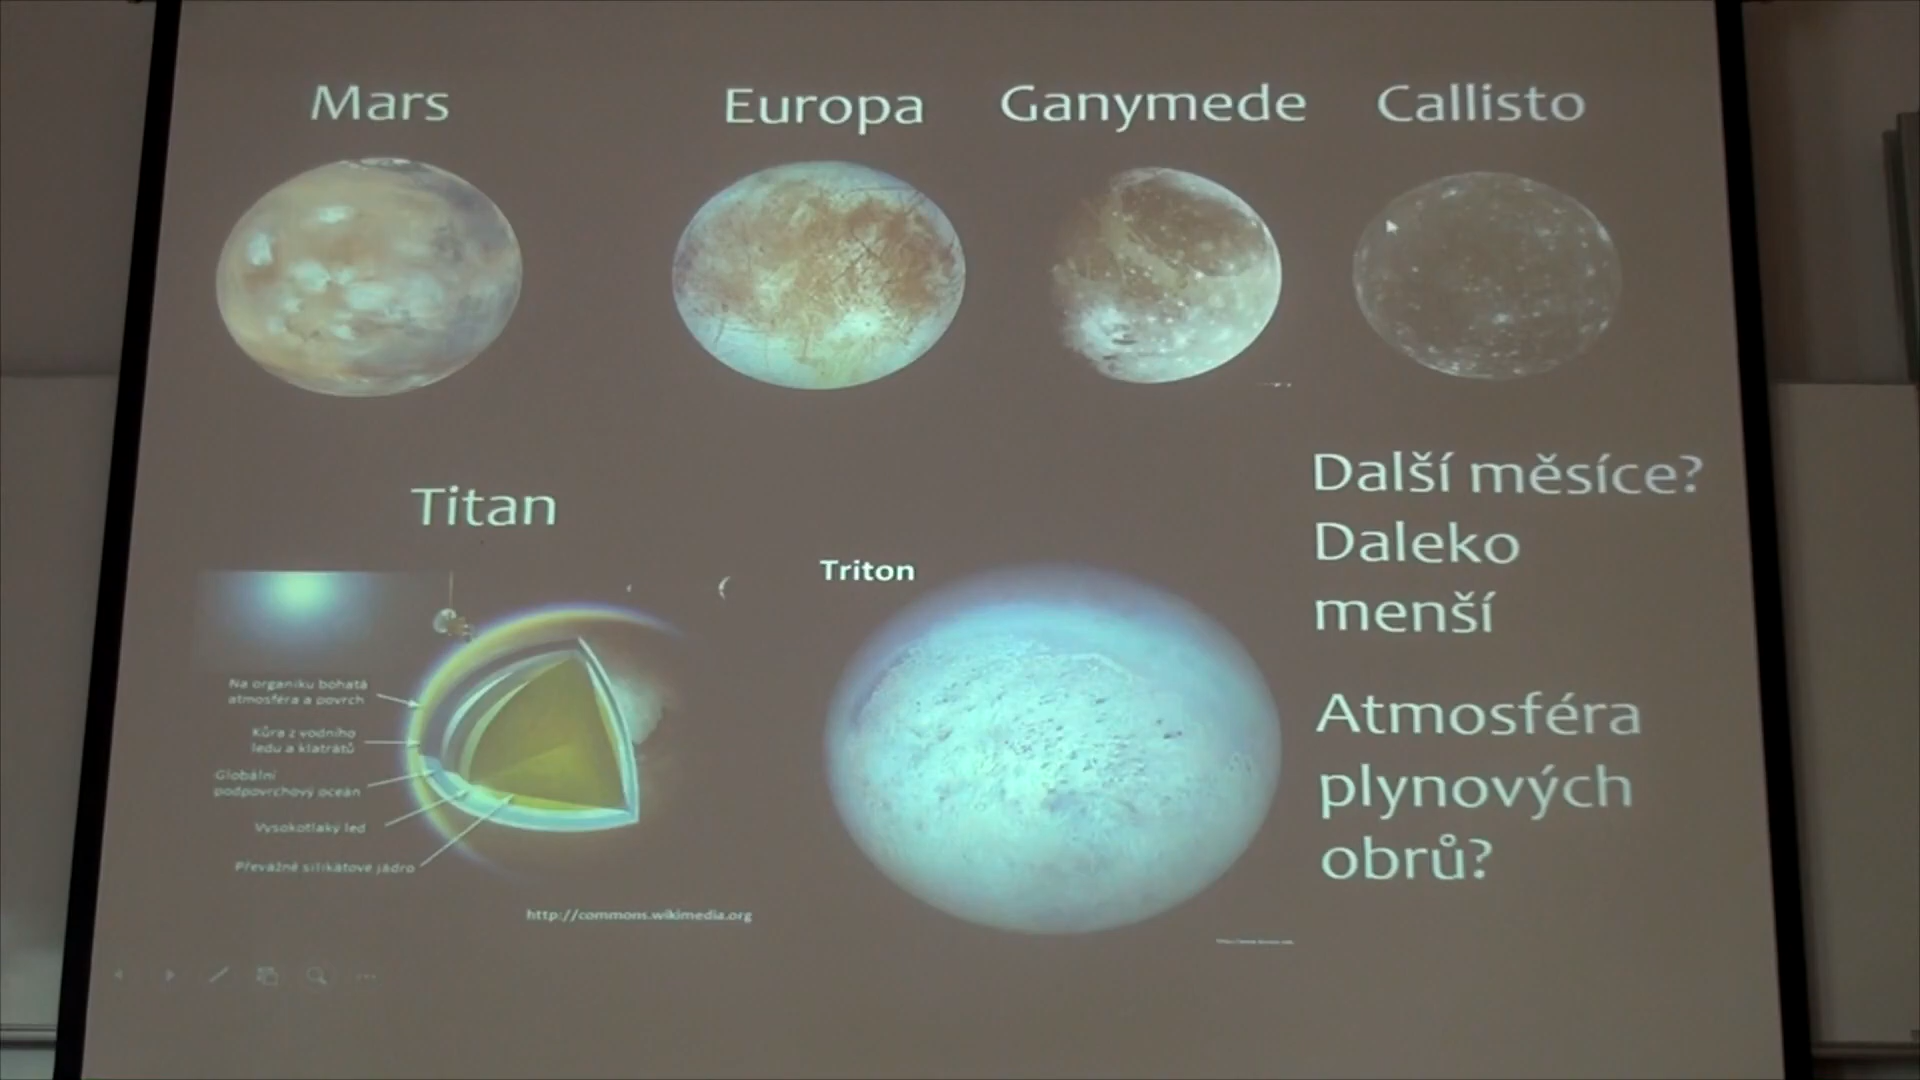 Mars
Europa
Ganymede
Callisto
Titan
Triton
Na organiku bohatá
atmosféra a povrch
Kůra z vodního
ledu a klatrátů
Globální
podpovrchový oceán
Vysokotlaký led
Převážně silikátové jádro
http://commons.wikimedia.org
Další měsíce?
Daleko
menší
Atmosféra
plynových
obrů?